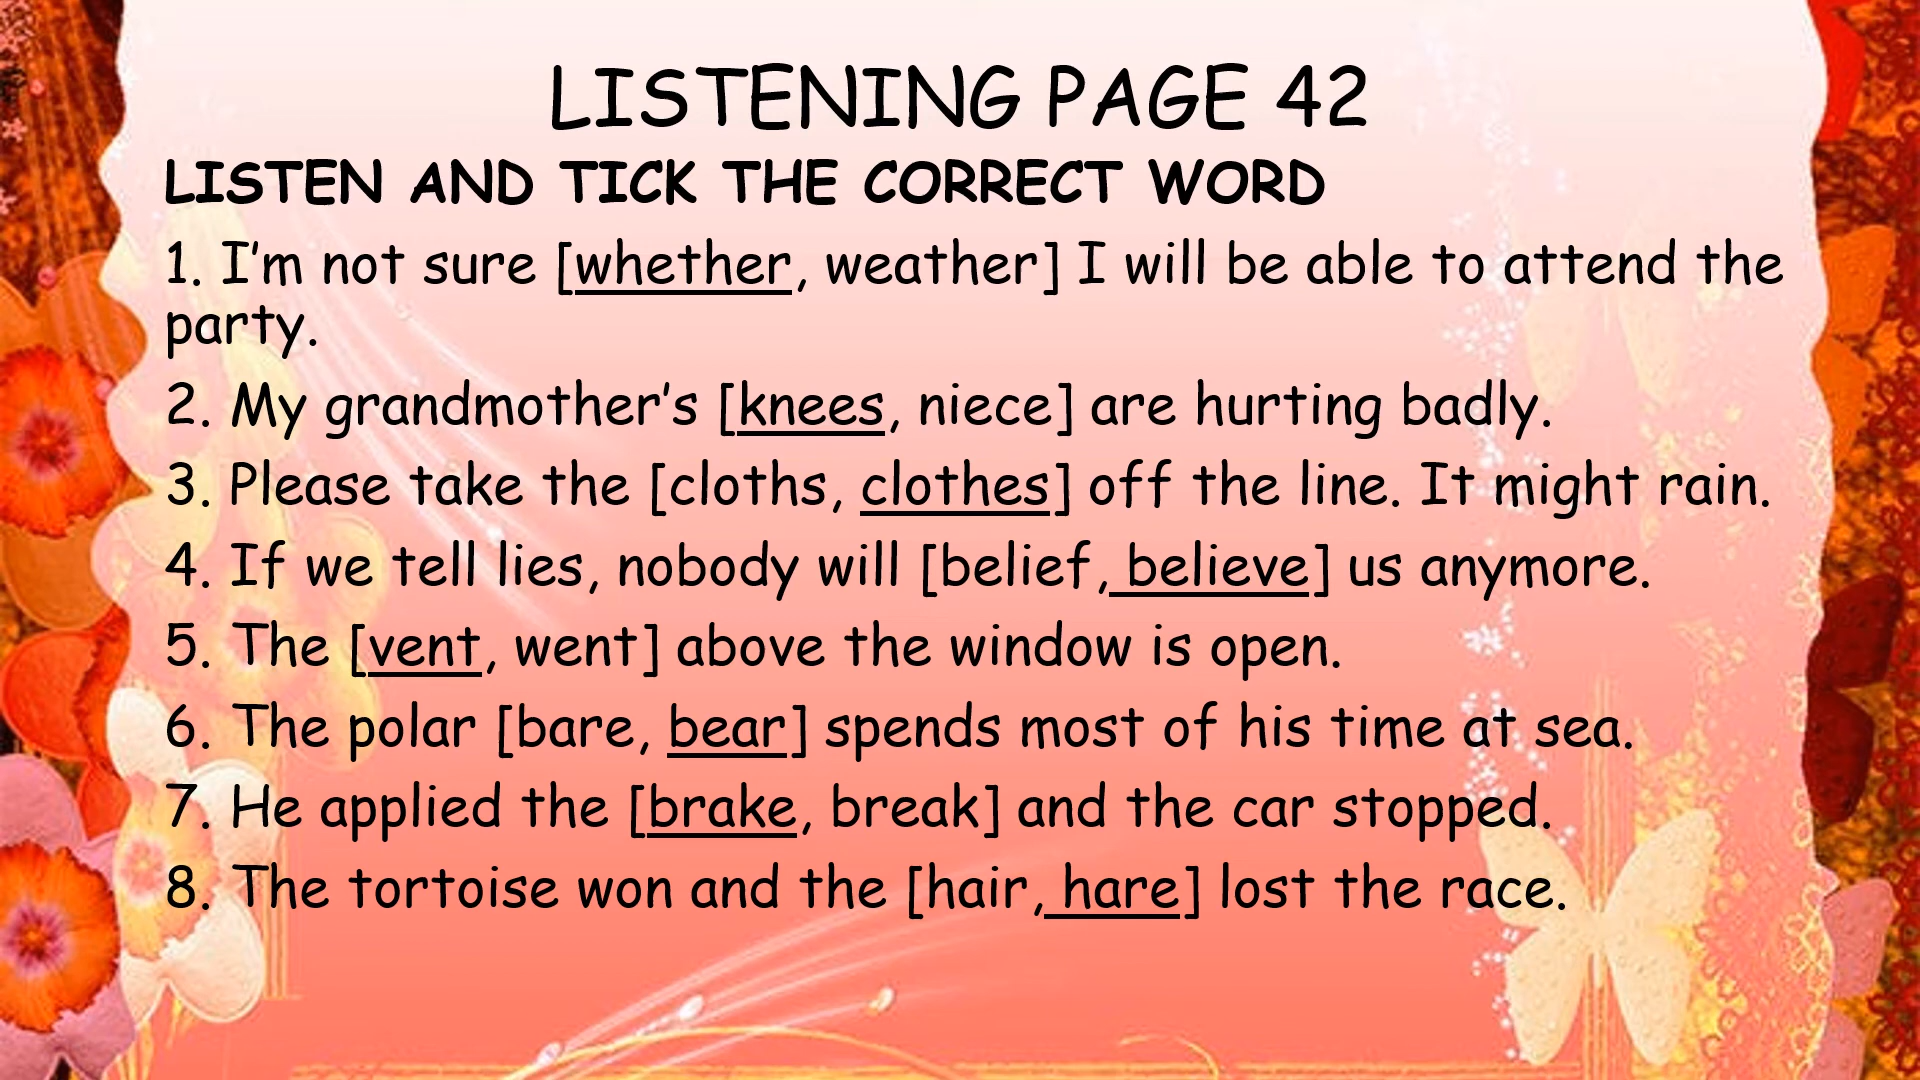 LISTENING PAGE 42
LISTEN AND TICK THE CORRECT WORD
1. I’m not sure [whether, weather] I will be able to attend the
party.
2. My grandmother’s [knees, niece] are hurting badly.
3. Please take the [cloths, clothes] off the line. It might rain.
4. If we tell lies, nobody will [belief, believe] us anymore.
5. The [vent, went] above the window is open.
6. The polar [bare, bear] spends most of his time at sea.
7. He applied the [brake, break] and the car stopped.
8. The tortoise won and the [hair, hare] lost the race.